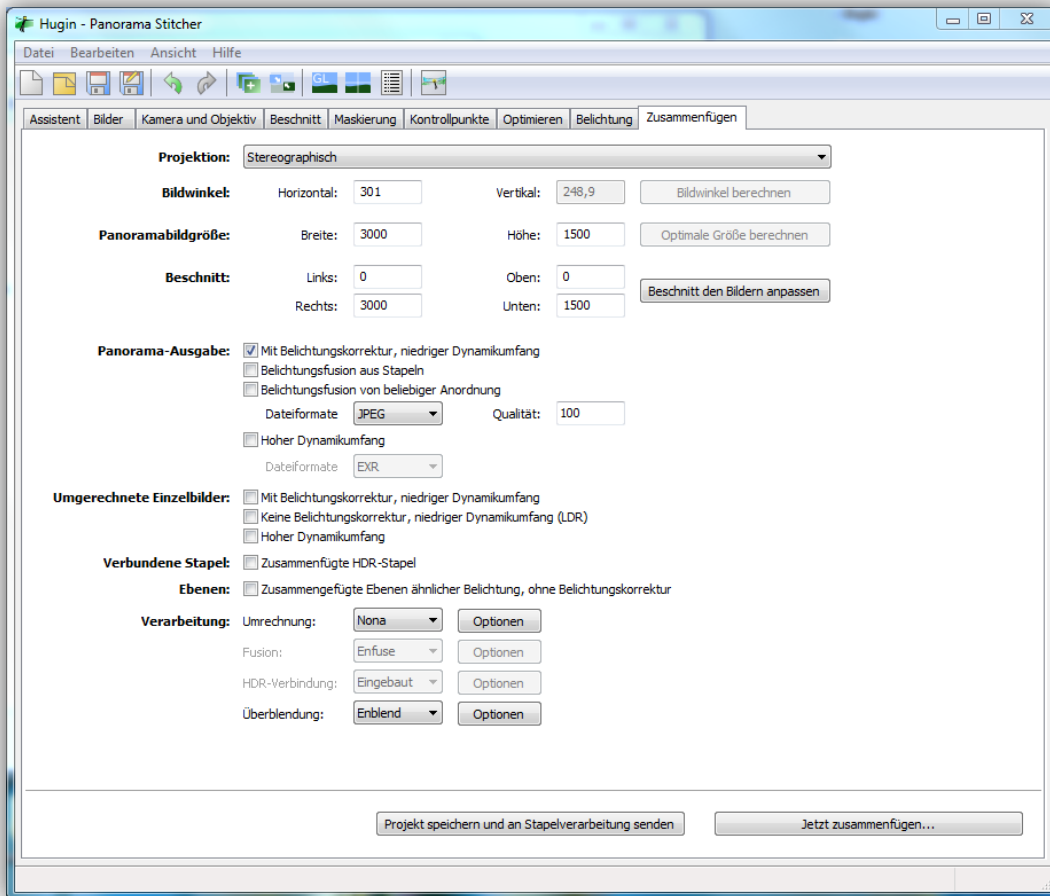 Hugin - Panorama Stitcher
Datei Bearbeiten Ansicht Hilfe
GL
Assistent Bilder Kamera und Objektiv Beschnitt Maskierung Kontrollpunkte Optimieren Belichtung Zusammenfügen
Projektion: Stereographisch
Bildwinkel: Horizontal: 301 Vertikal: 248,9 Bildwinkel berechnen
Panoramabildgröße: Breite: 3000 Höhe: 1500 Optimale Größe berechnen
Beschnitt: Links: 0 Oben: 0
Beschnitt den Bildern anpassen
Rechts: 3000 Unten: 1500
Panorama-Ausgabe: Mit Belichtungskorrektur, niedriger Dynamikumfang
Belichtungsfusion aus Stapeln
Belichtungsfusion von beliebiger Anordnung
Dateiformate JPEG Qualität: 100
Hoher Dynamikumfang
Dateiformate EXR
Umgerechnete Einzelbilder: Mit Belichtungskorrektur, niedriger Dynamikumfang
Keine Belichtungskorrektur, niedriger Dynamikumfang (LDR)
Hoher Dynamikumfang
Verbundene Stapel: Zusammenfügte HDR-Stapel
Ebenen: Zusammengefügte Ebenen ähnlicher Belichtung, ohne Belichtungskorrektur
Verarbeitung: Umrechnung: Nona Optionen
Fusion: Enfuse Optionen
HDR-Verbindung: Eingebaut Optionen
Überblendung: Enblend Optionen
Projekt speichern und an Stapelverarbeitung senden Jetzt zusammenfügen...